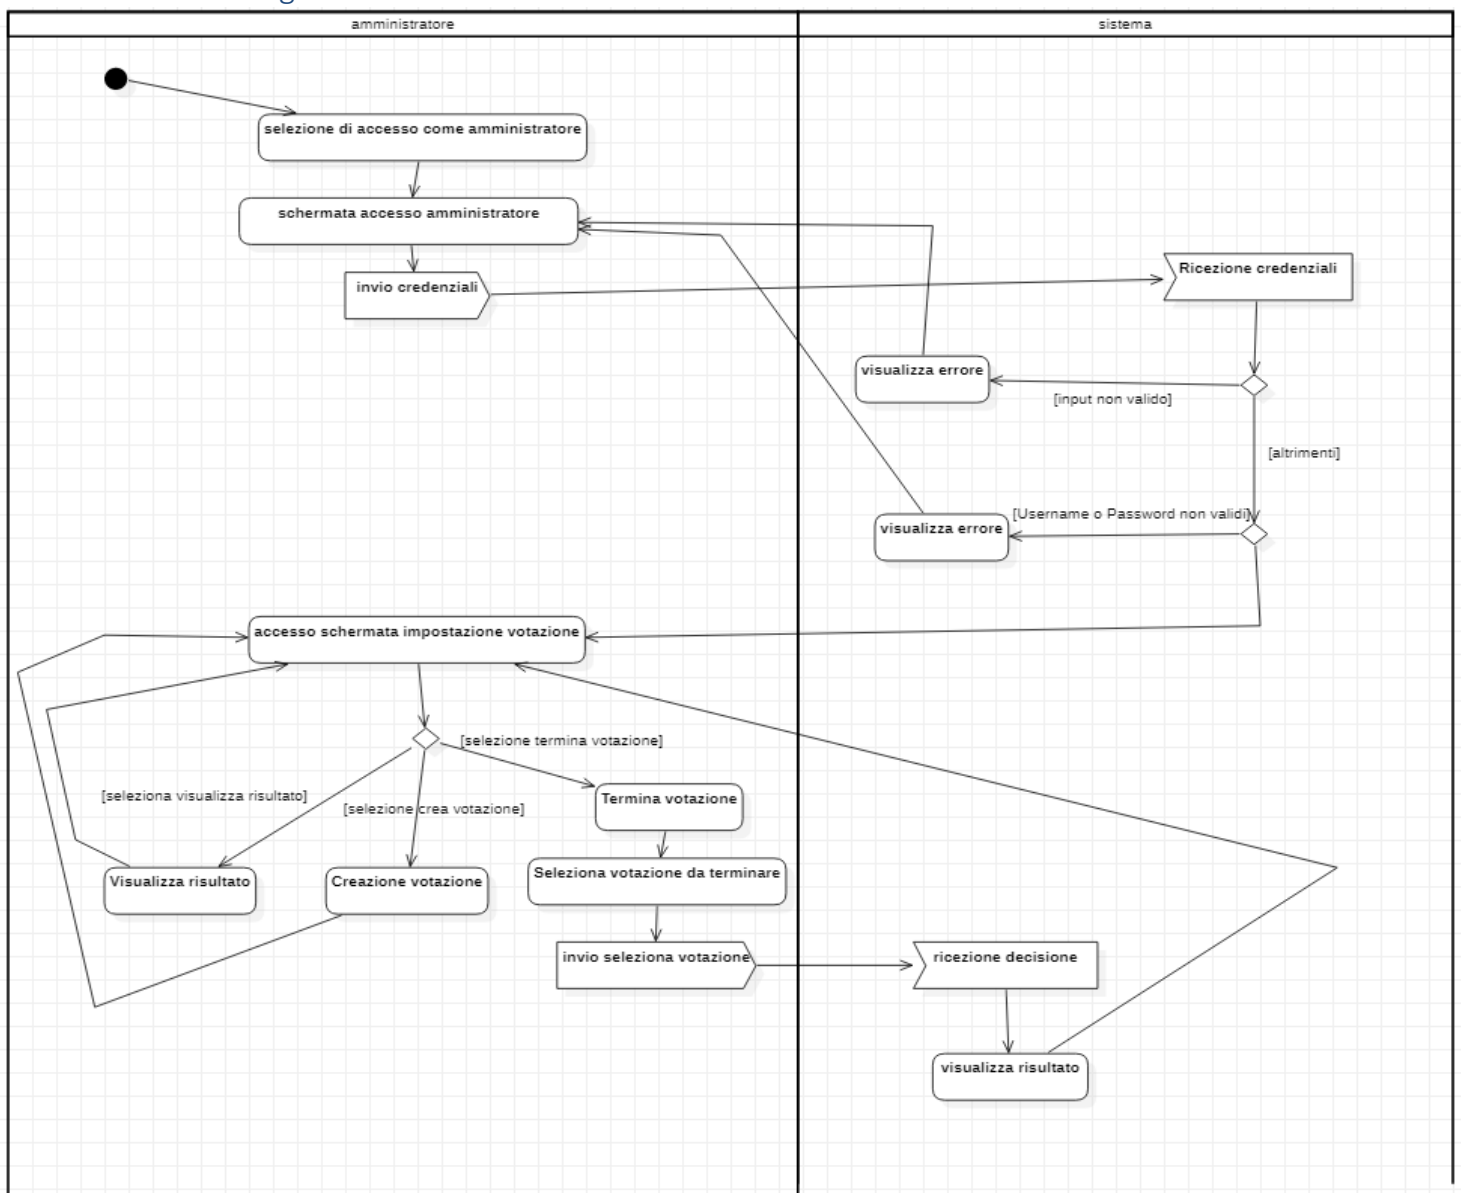 amministratore
sistema
selezione di accesso come amministratore
schermata accesso amministratore
invio credenziali
Ricezione credenziali
visualizza errore
[input non valido]
[altrimenti]
[Username o Password non validi]
visualizza errore
accesso schermata impostazione votazione
[selezione termina votazione]
[seleziona visualizza risultato]
[selezione crea votazione]
Termina votazione
Seleziona votazione da terminare
Visualizza risultato
Creazione votazione
invio seleziona votazione
ricezione decisione
visualizza risultato